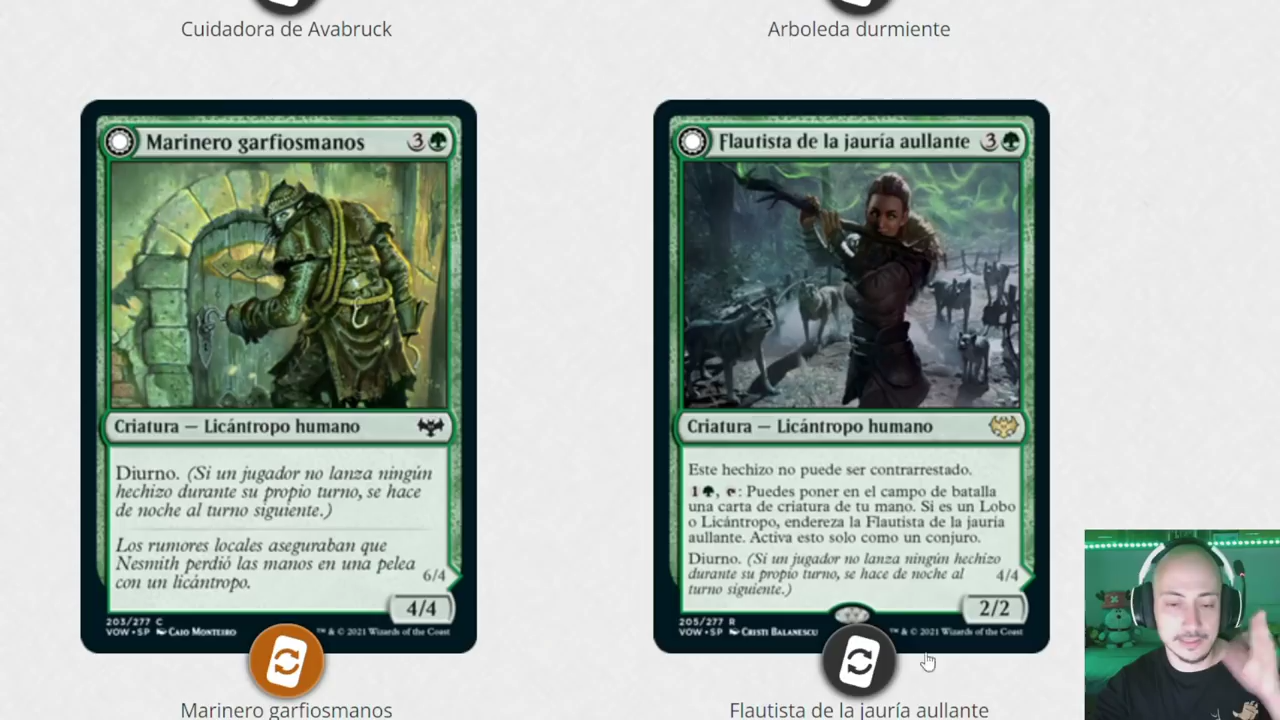 Cuidadora de Avabruck
Arboleda durmiente
Marinero garfiosmanos 3
Criatura — Licántropo humano
Diurno. (Si un jugador no lanza ningún
hechizo durante su propio turno, se hace
de noche al turno siguiente.)
Los rumores locales aseguraban que
Nesmith perdió las manos en una pelea
con un licántropo.
6/4
4/4
203/277 C
VOW • SP CAIO MONTEIRO ™ & © 2021 Wizards of the Coast
Marinero garfiosmanos
Flautista de la jauría aullante 3
Criatura — Licántropo humano
Este hechizo no puede ser contrarrestado.
1 , : Puedes poner en el campo de batalla
una carta de criatura de tu mano. Si es un Lobo
o Licántropo, endereza la Flautista de la jauría
aullante. Activa esto solo como un conjuro.
Diurno. (Si un jugador no lanza ningún hechizo
durante su propio turno, se hace de noche al
turno siguiente.)
4/4
2/2
205/277 R
VOW • SP CRISTI BALANESCU ™ & © 2021 Wizards of the Coast
Flautista de la jauría aullante